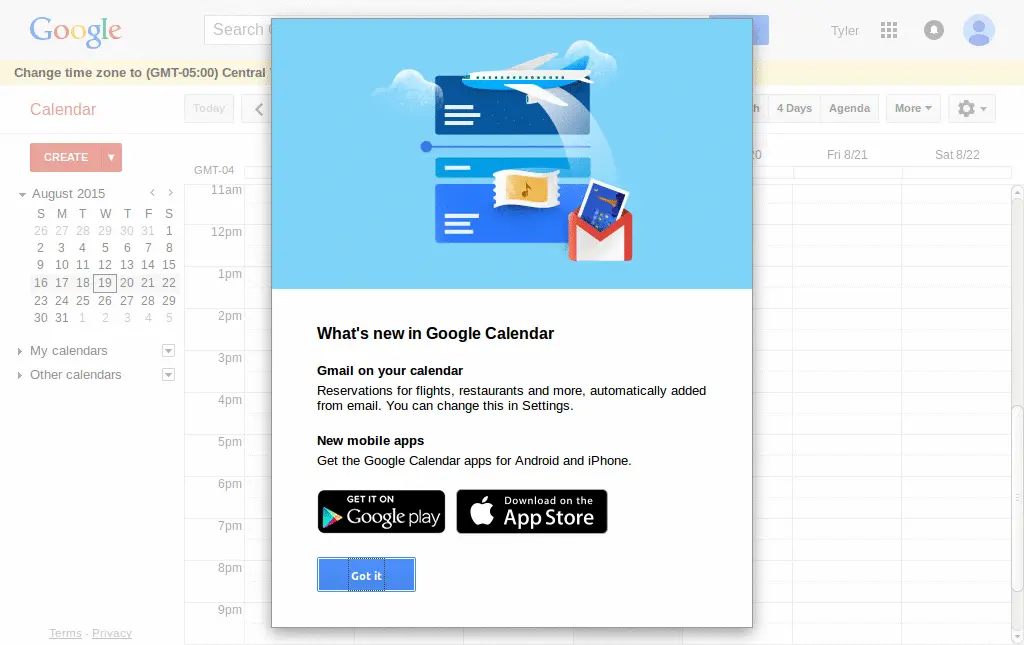 Google
Search
Tyler
Change time zone to (GMT-05:00) Central
Calendar
Today
4 Days
Agenda
More
CREATE
GMT-04
Fri 8/21
Sat 8/22
August 2015
S M T W T F S
26 27 28 29 30 31 1
2 3 4 5 6 7 8
9 10 11 12 13 14 15
16 17 18 19 20 21 22
23 24 25 26 27 28 29
30 31 1 2 3 4 5
My calendars
Other calendars
Terms - Privacy
11am
12pm
1pm
2pm
3pm
4pm
5pm
6pm
7pm
8pm
9pm
What's new in Google Calendar
Gmail on your calendar
Reservations for flights, restaurants and more, automatically added
from email. You can change this in Settings.
New mobile apps
Get the Google Calendar apps for Android and iPhone.
GET IT ON
Google play
Download on the
App Store
Got it